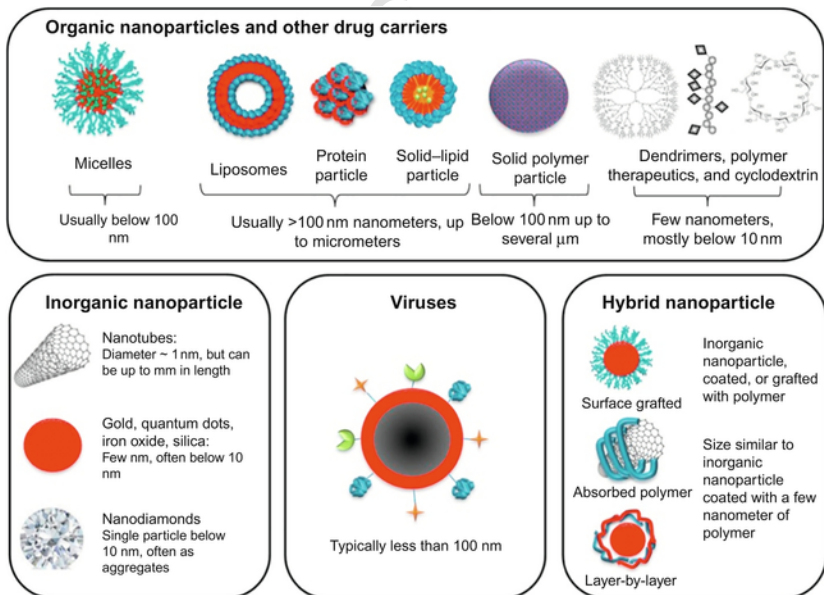 Organic nanoparticles and other drug carriers
Micelles
Liposomes
Protein
particle
Solid–lipid
particle
Solid polymer
particle
Dendrimers, polymer
therapeutics, and cyclodextrin
Usually below 100
nm
Usually >100 nm nanometers, up
to micrometers
Below 100 nm up to
several μm
Few nanometers,
mostly below 10 nm
Inorganic nanoparticle
Nanotubes:
Diameter ~ 1 nm, but can
be up to mm in length
Gold, quantum dots,
iron oxide, silica:
Few nm, often below 10
nm
Nanodiamonds
Single particle below
10 nm, often as
aggregates
Viruses
Typically less than 100 nm
Hybrid nanoparticle
Surface grafted
Inorganic
nanoparticle,
coated, or grafted
with polymer
Absorbed polymer
Layer-by-layer
Size similar to
inorganic
nanoparticle
coated with a few
nanometer of
polymer